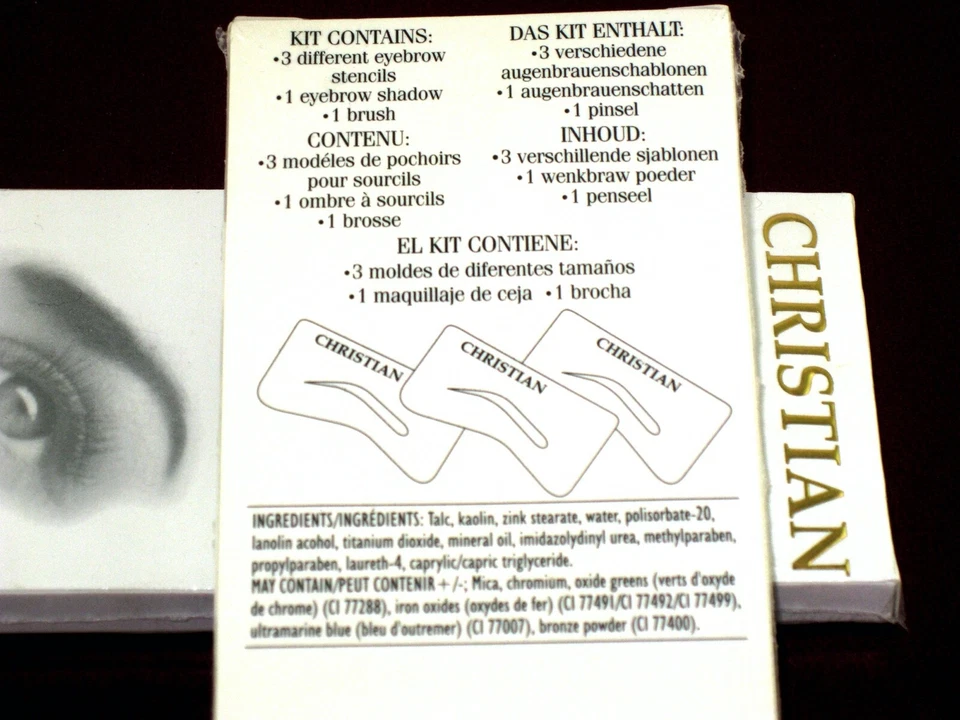 KIT CONTAINS:
•3 different eyebrow
stencils
•1 eyebrow shadow
•1 brush
CONTENU:
•3 modéles de pochoirs
pour sourcils
•1 ombre à sourcils
•1 brosse
DAS KIT ENTHALT:
•3 verschiedene
augenbrauenschablonen
•1 augenbrauenschatten
•1 pinsel
INHOUD:
•3 verschillende sjablonen
•1 wenkbraw poeder
•1 penseel
EL KIT CONTIENE:
•3 moldes de diferentes tamaños
•1 maquillaje de ceja •1 brocha
CHRISTIAN
CHRISTIAN
CHRISTIAN
INGREDIENTS/INGRÉDIENTS: Talc, kaolin, zink stearate, water, polisorbate-20,
lanolin acohol, titanium dioxide, mineral oil, imidazolydinyl urea, methylparaben,
propylparaben, laureth-4, caprylic/capric triglyceride.
MAY CONTAIN/PEUT CONTENIR +/-; Mica, chromium, oxide greens (verts d'oxyde
de chrome) (CI 77288), iron oxides (oxydes de fer) (CI 77491/CI 77492/CI 77499),
ultramarine blue (bleu d'outremer) (CI 77007), bronze powder (CI 77400).
CHRISTIAN